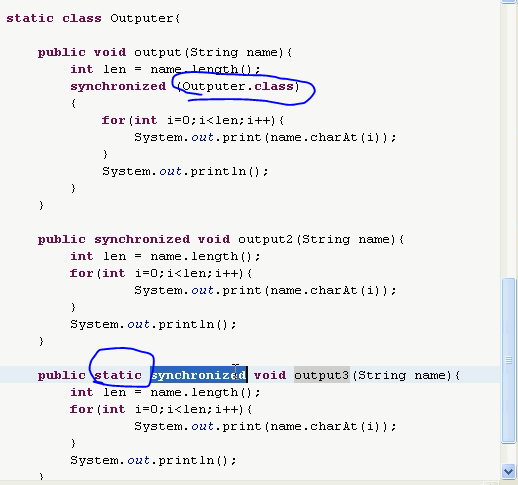 static class Outputer{
public void output(String name){
int len = name.length();
synchronized (Outputer.class)
{
for(int i=0;i<len;i++){
System.out.print(name.charAt(i));
}
System.out.println();
}
}
public synchronized void output2(String name){
int len = name.length();
for(int i=0;i<len;i++){
System.out.print(name.charAt(i));
}
System.out.println();
}
public static synchronized void output3(String name){
int len = name.length();
for(int i=0;i<len;i++){
System.out.print(name.charAt(i));
}
System.out.println();
}